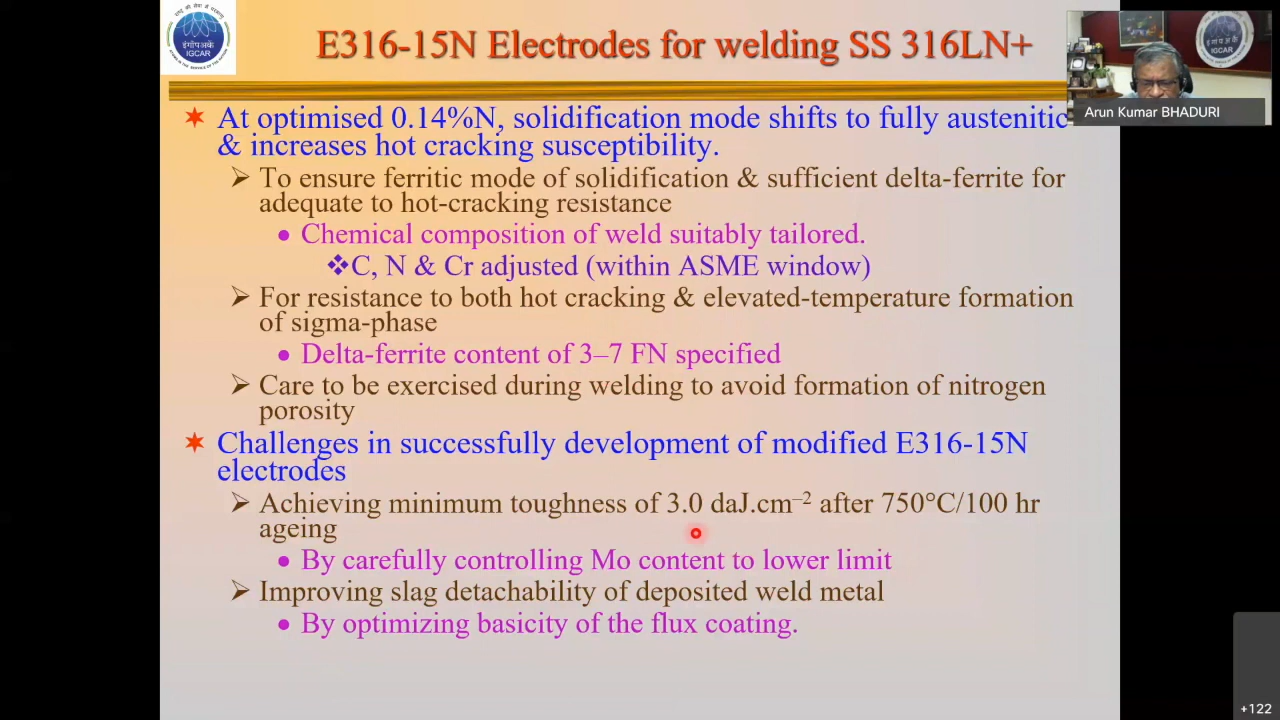 E316-15N Electrodes for welding SS 316LN+
इंगांपअकें
IGCAR
IGCAR
Arun Kumar BHADURI
At optimised 0.14%N, solidification mode shifts to fully austenitic
& increases hot cracking susceptibility.
➤ To ensure ferritic mode of solidification & sufficient delta-ferrite for
adequate to hot-cracking resistance
• Chemical composition of weld suitably tailored.
❖C, N & Cr adjusted (within ASME window)
➤ For resistance to both hot cracking & elevated-temperature formation
of sigma-phase
• Delta-ferrite content of 3–7 FN specified
➤ Care to be exercised during welding to avoid formation of nitrogen
porosity
Challenges in successfully development of modified E316-15N
electrodes
➤ Achieving minimum toughness of 3.0 daJ.cm⁻² after 750°C/100 hr
ageing
• By carefully controlling Mo content to lower limit
➤ Improving slag detachability of deposited weld metal
• By optimizing basicity of the flux coating.
+122